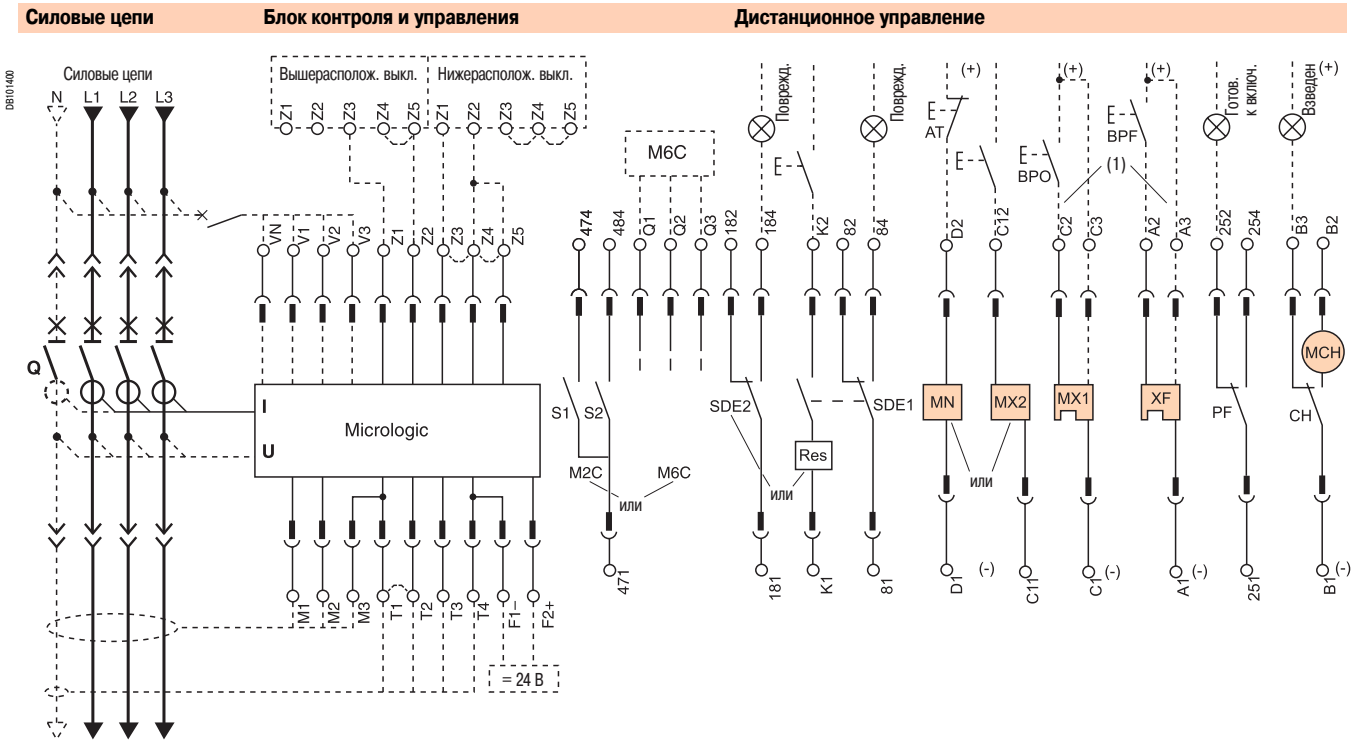 Силовые цепи Блок контроля и управления Дистанционное управление
DB101400
Силовые цепи
N L1 L2 L3
Вышерасполож. выкл. Нижерасполож. выкл.
Z1 Z2 Z3 Z4 Z5 Z1 Z2 Z3 Z4 Z5
M6C
Поврежд. Поврежд. (+) (+) (+) Готов. к включ. Взведен (+)
AT BPO BPF (1)
VN V1 V2 V3 Z1 Z2 Z3 Z4 Z5
474 484 Q1 Q2 Q3 182 184 K2 82 84 D2 C12 C2 C3 A2 A3 252 254 B3 B2
Q
I
U
Micrologic
S1 S2 SDE2 SDE1 MN MX2 MX1 XF PF CH MCH
Res
M2C или M6C
или
или
471 181 K1 81 D1 (-) C11 C1 (-) A1 (-) 251 B1 (-)
M1 M2 M3 T1 T2 T3 T4 F1– F2+
= 24 В